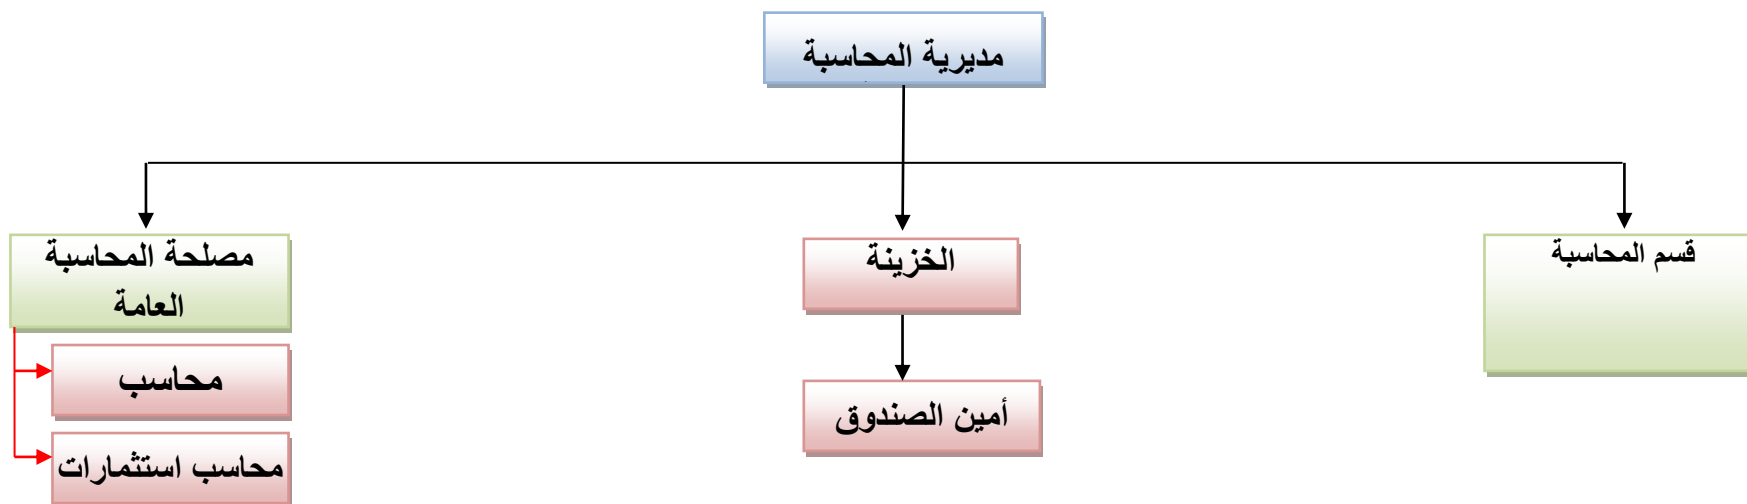 مديرية المحاسبة
قسم المحاسبة
الخزينة
مصلحة المحاسبة
العامة
أمين الصندوق
محاسب
محاسب استثمارات